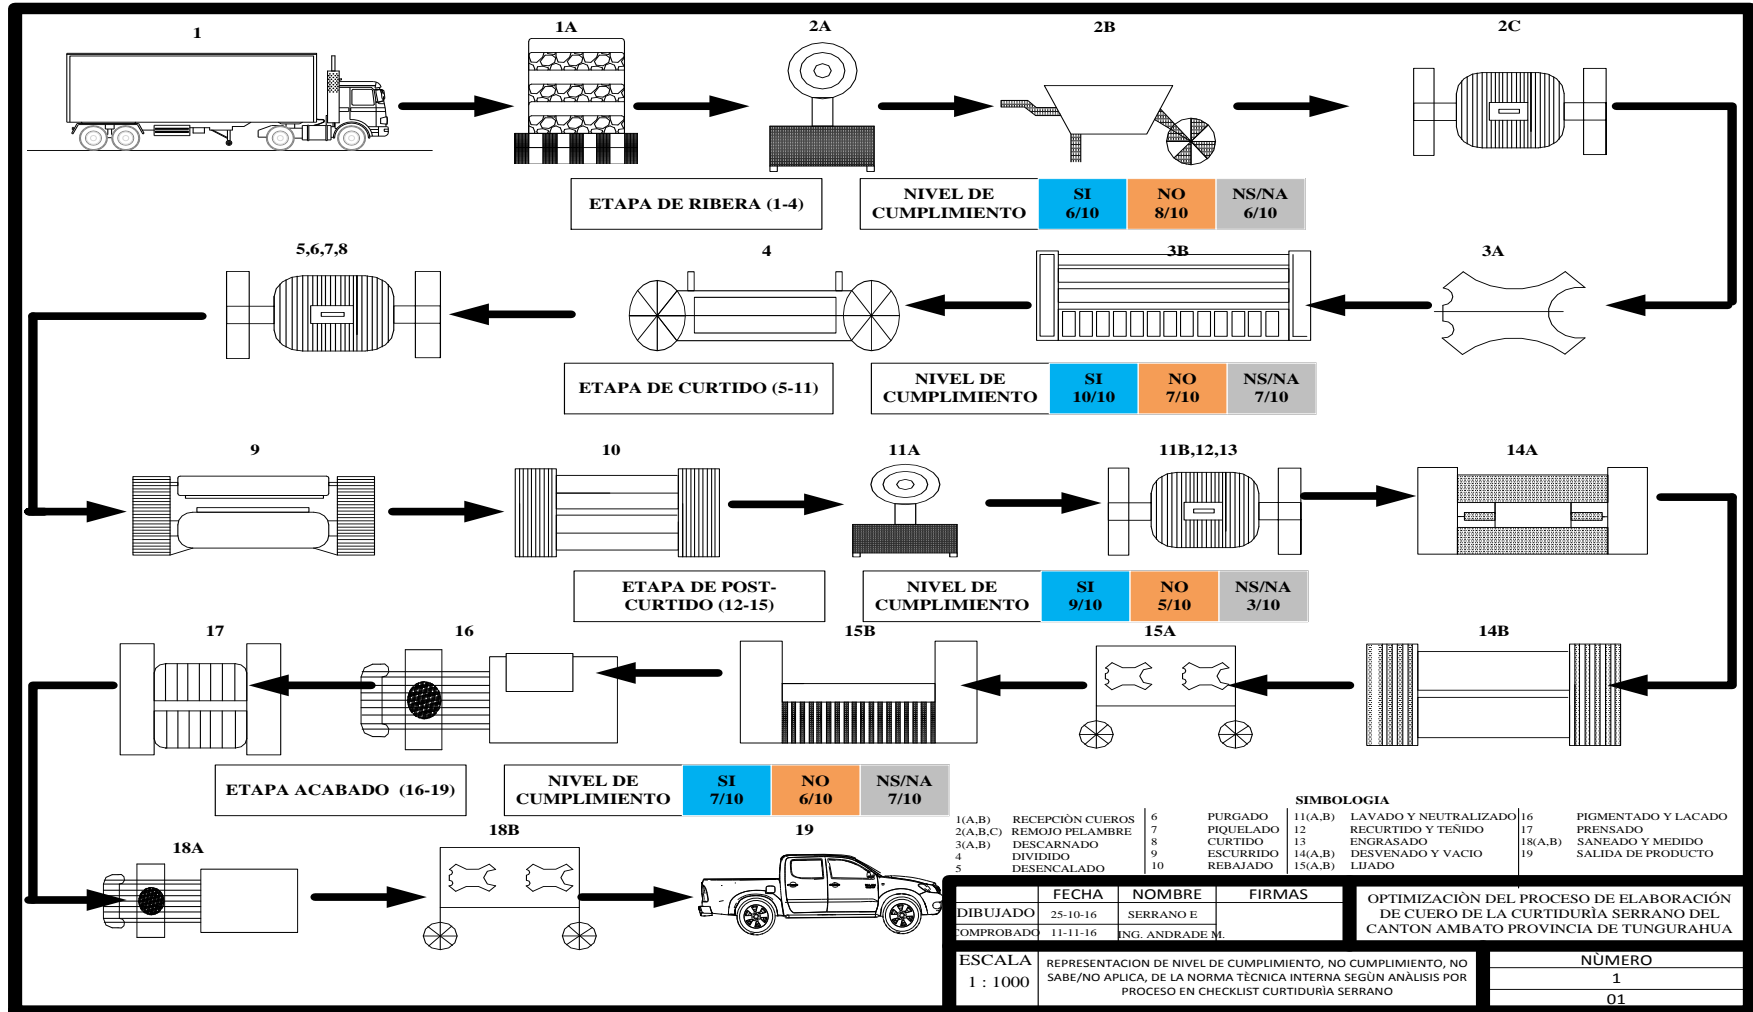 1
1A
2A
2B
2C
ETAPA DE RIBERA (1-4)
NIVEL DE CUMPLIMIENTO
SI 6/10
NO 8/10
NS/NA 6/10
5,6,7,8
4
3B
3A
ETAPA DE CURTIDO (5-11)
NIVEL DE CUMPLIMIENTO
SI 10/10
NO 7/10
NS/NA 7/10
9
10
11A
11B,12,13
14A
ETAPA DE POST-
CURTIDO (12-15)
NIVEL DE CUMPLIMIENTO
SI 9/10
NO 5/10
NS/NA 3/10
17
16
15B
15A
14B
ETAPA ACABADO (16-19)
NIVEL DE CUMPLIMIENTO
SI 7/10
NO 6/10
NS/NA 7/10
18A
18B
19
SIMBOLOGIA
1(A,B) RECEPCIÒN CUEROS
2(A,B,C) REMOJO PELAMBRE
3(A,B) DESCARNADO
4 DIVIDIDO
5 DESENCALADO
6 PURGADO
7 PIQUELADO
8 CURTIDO
9 ESCURRIDO
10 REBAJADO
11(A,B) LAVADO Y NEUTRALIZADO
12 RECURTIDO Y TEÑIDO
13 ENGRASADO
14(A,B) DESVENADO Y VACIO
15(A,B) LIJADO
16 PIGMENTADO Y LACADO
17 PRENSADO
18(A,B) SANEADO Y MEDIDO
19 SALIDA DE PRODUCTO
FECHA NOMBRE FIRMAS
DIBUJADO 25-10-16 SERRANO E
COMPROBADO 11-11-16 ING. ANDRADE M.
OPTIMIZACIÒN DEL PROCESO DE ELABORACIÓN
DE CUERO DE LA CURTIDURÌA SERRANO DEL
CANTON AMBATO PROVINCIA DE TUNGURAHUA
ESCALA
1 : 1000
REPRESENTACION DE NIVEL DE CUMPLIMIENTO, NO CUMPLIMIENTO, NO
SABE/NO APLICA, DE LA NORMA TÈCNICA INTERNA SEGÙN ANÀLISIS POR
PROCESO EN CHECKLIST CURTIDURÌA SERRANO
NÙMERO
1
01